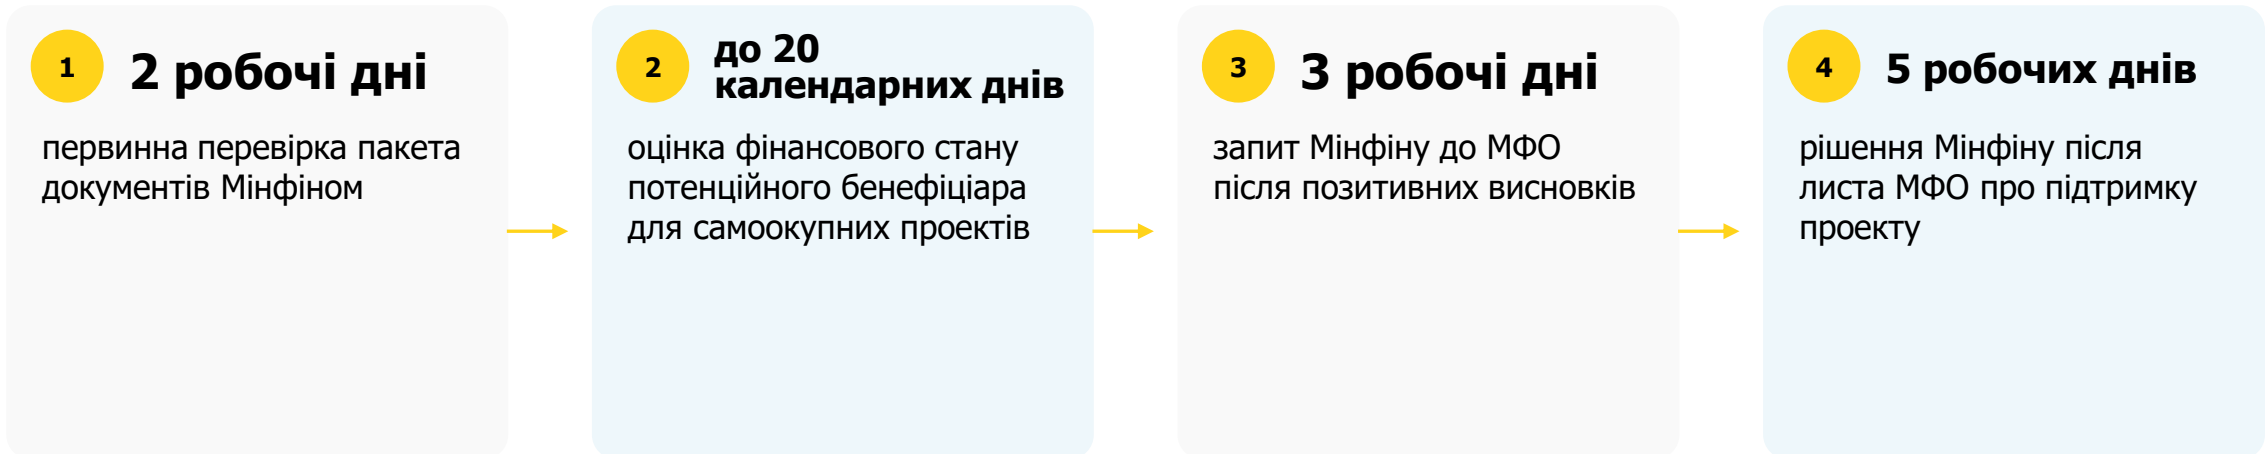 1
2 робочі дні
первинна перевірка пакета
документів Мінфіном
2
до 20
календарних днів
оцінка фінансового стану
потенційного бенефіціара
для самоокупних проектів
3
3 робочі дні
запит Мінфіну до МФО
після позитивних висновків
4
5 робочих днів
рішення Мінфіну після
листа МФО про підтримку
проекту